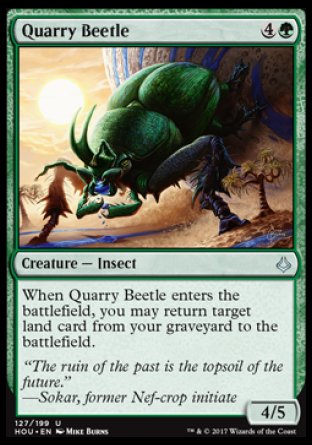 Quarry Beetle 4
Creature — Insect
When Quarry Beetle enters the
battlefield, you may return target
land card from your graveyard to the
battlefield.
“The ruin of the past is the topsoil of the
future.”
—Sokar, former Nef-crop initiate
4/5
127/199 U
HOU • EN Mike Burns
™ & © 2017 Wizards of the Coast